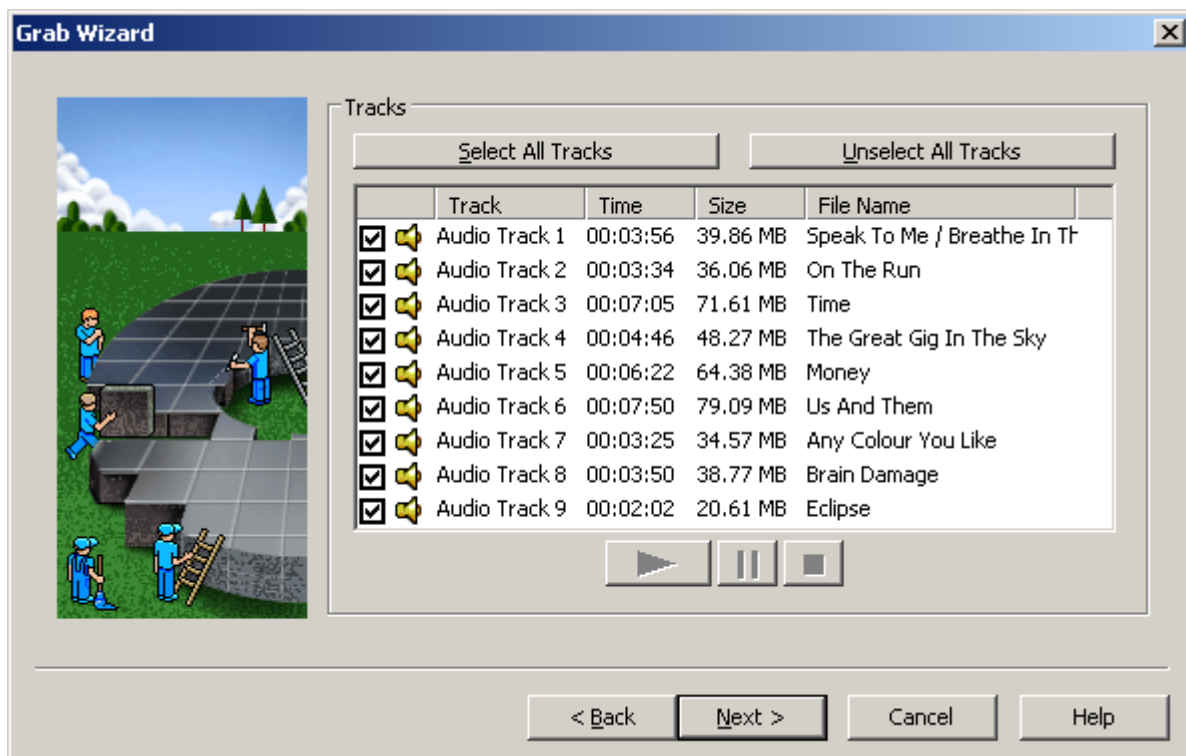 Grab Wizard
Tracks
Select All Tracks Unselect All Tracks
Track Time Size File Name
Audio Track 1 00:03:56 39.86 MB Speak To Me / Breathe In Th
Audio Track 2 00:03:34 36.06 MB On The Run
Audio Track 3 00:07:05 71.61 MB Time
Audio Track 4 00:04:46 48.27 MB The Great Gig In The Sky
Audio Track 5 00:06:22 64.38 MB Money
Audio Track 6 00:07:50 79.09 MB Us And Them
Audio Track 7 00:03:25 34.57 MB Any Colour You Like
Audio Track 8 00:03:50 38.77 MB Brain Damage
Audio Track 9 00:02:02 20.61 MB Eclipse
< Back Next > Cancel Help